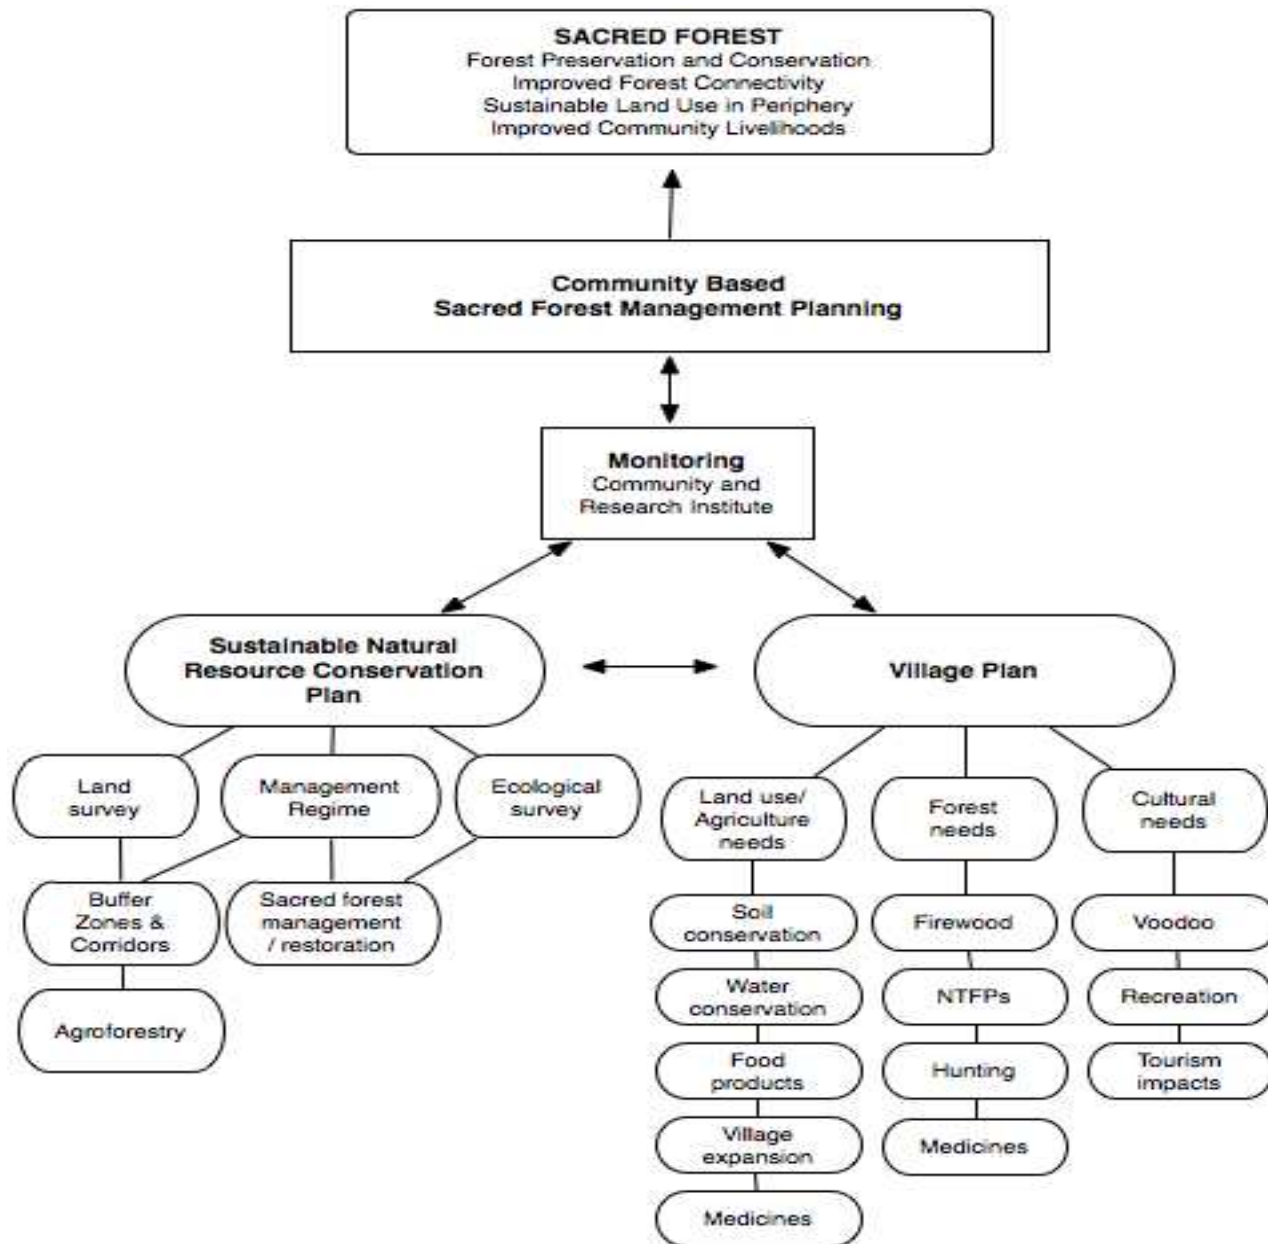 SACRED FOREST
Forest Preservation and Conservation
Improved Forest Connectivity
Sustainable Land Use in Periphery
Improved Community Livelihoods
Community Based
Sacred Forest Management Planning
Monitoring
Community and
Research Institute
Sustainable Natural
Resource Conservation
Plan
Village Plan
Land
survey
Management
Regime
Ecological
survey
Buffer
Zones &
Corridors
Sacred forest
management
/ restoration
Agroforestry
Land use/
Agriculture
needs
Forest
needs
Cultural
needs
Soil
conservation
Water
conservation
Food
products
Village
expansion
Medicines
Firewood
NTFPs
Hunting
Medicines
Voodoo
Recreation
Tourism
impacts